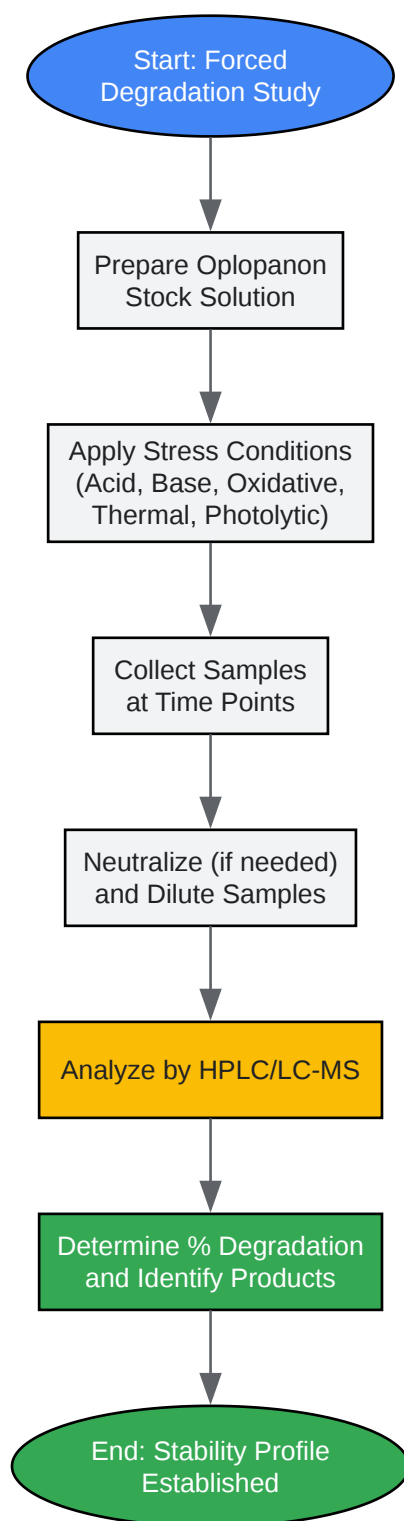 Start: Forced
Degradation Study
Prepare Oplopanon
Stock Solution
Apply Stress Conditions
(Acid, Base, Oxidative,
Thermal, Photolytic)
Collect Samples
at Time Points
Neutralize (if needed)
and Dilute Samples
Analyze by HPLC/LC-MS
Determine % Degradation
and Identify Products
End: Stability Profile
Established